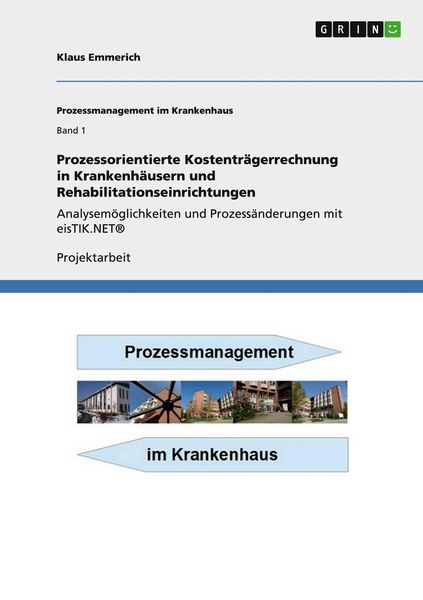 GRIN
Klaus Emmerich
Prozessmanagement im Krankenhaus
Band 1
Prozessorientierte Kostenträgerrechnung
in Krankenhäusern und
Rehabilitationseinrichtungen
Analysemöglichkeiten und Prozessänderungen mit
eisTIK.NET®
Projektarbeit
Prozessmanagement
im Krankenhaus